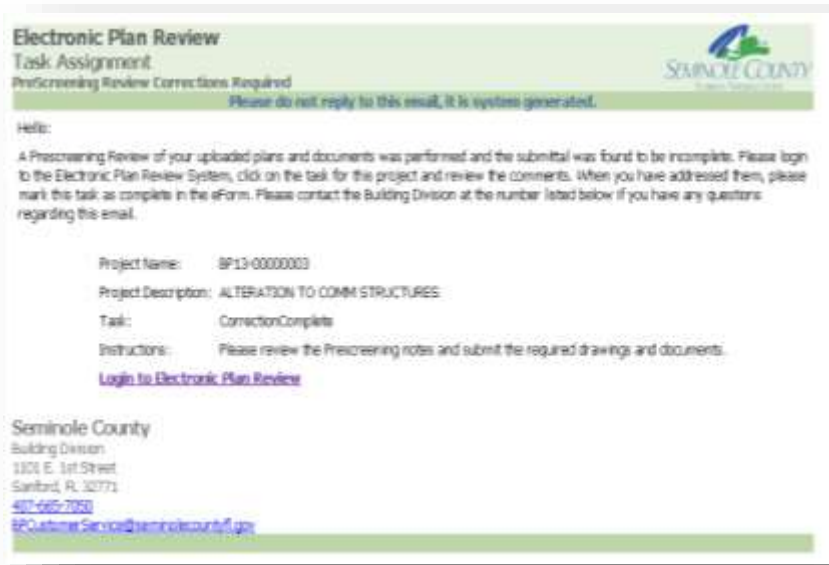 Electronic Plan Review
Task Assignment
PreScreening Review Corrections Required
SEMINOLE COUNTY
Please do not reply to this email, it is system generated.
Hello:
A Prescreening Review of your uploaded plans and documents was performed and the submittal was found to be incomplete. Please login
to the Electronic Plan Review System, click on the task for this project and review the comments. When you have addressed them, please
mark this task as complete in the eForm. Please contact the Building Division at the number listed below if you have any questions
regarding this email.
Project Name: BP13-00000003
Project Description: ALTERATION TO COMM STRUCTURES
Task: CorrectionComplete
Instructions: Please review the Prescreening notes and submit the required drawings and documents.
Login to Electronic Plan Review
Seminole County
Building Division
1101 E. 1st Street
Sanford, FL 32771
407-665-7050
BPCustomerService@seminolecountyfl.gov